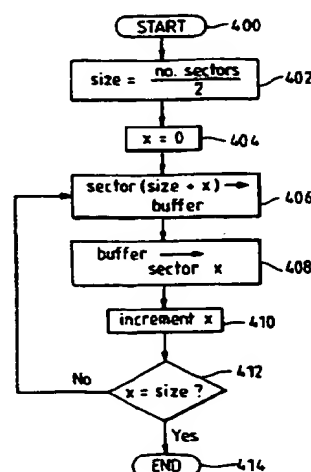 START 400
size = no. sectors
2
402
x = 0 404
sector (size + x) →
buffer
406
buffer →
sector x
408
increment x 410
412
No
x = size ?
Yes
END 414